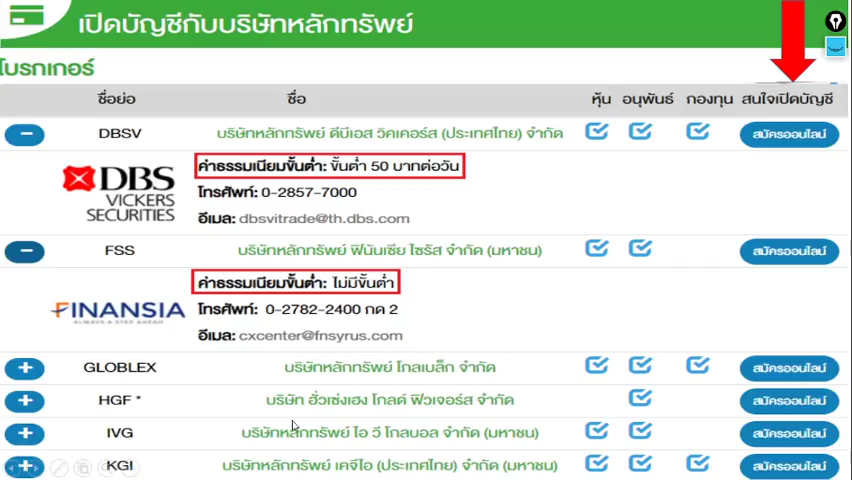 เปิดบัญชีกับบริษัทหลักทรัพย์
โบรกเกอร์
ชื่อย่อ ชื่อ หุ้น อนุพันธ์ กองทุน สนใจเปิดบัญชี
DBSV บริษัทหลักทรัพย์ ดีบีเอส วิคเคอร์ส (ประเทศไทย) จำกัด สมัครออนไลน์
DBS
VICKERS
SECURITIES
ค่าธรรมเนียมขั้นต่ำ: ขั้นต่ำ 50 บาทต่อวัน
โทรศัพท์: 0-2857-7000
อีเมล: dbsvitrade@th.dbs.com
FSS บริษัทหลักทรัพย์ ฟินันเซีย ไซรัส จำกัด (มหาชน) สมัครออนไลน์
FINANSIA
ALWAYS A STEP AHEAD
ค่าธรรมเนียมขั้นต่ำ: ไม่มีขั้นต่ำ
โทรศัพท์: 0-2782-2400 กด 2
อีเมล: cxcenter@fnsyrus.com
GLOBLEX บริษัทหลักทรัพย์ โกลเบล็ก จำกัด สมัครออนไลน์
HGF * บริษัท ฮั่วเซ่งเฮง โกลด์ ฟิวเจอร์ส จำกัด สมัครออนไลน์
IVG บริษัทหลักทรัพย์ ไอ วี โกลบอล จำกัด (มหาชน) สมัครออนไลน์
KGI บริษัทหลักทรัพย์ เคจีไอ (ประเทศไทย) จำกัด (มหาชน) สมัครออนไลน์